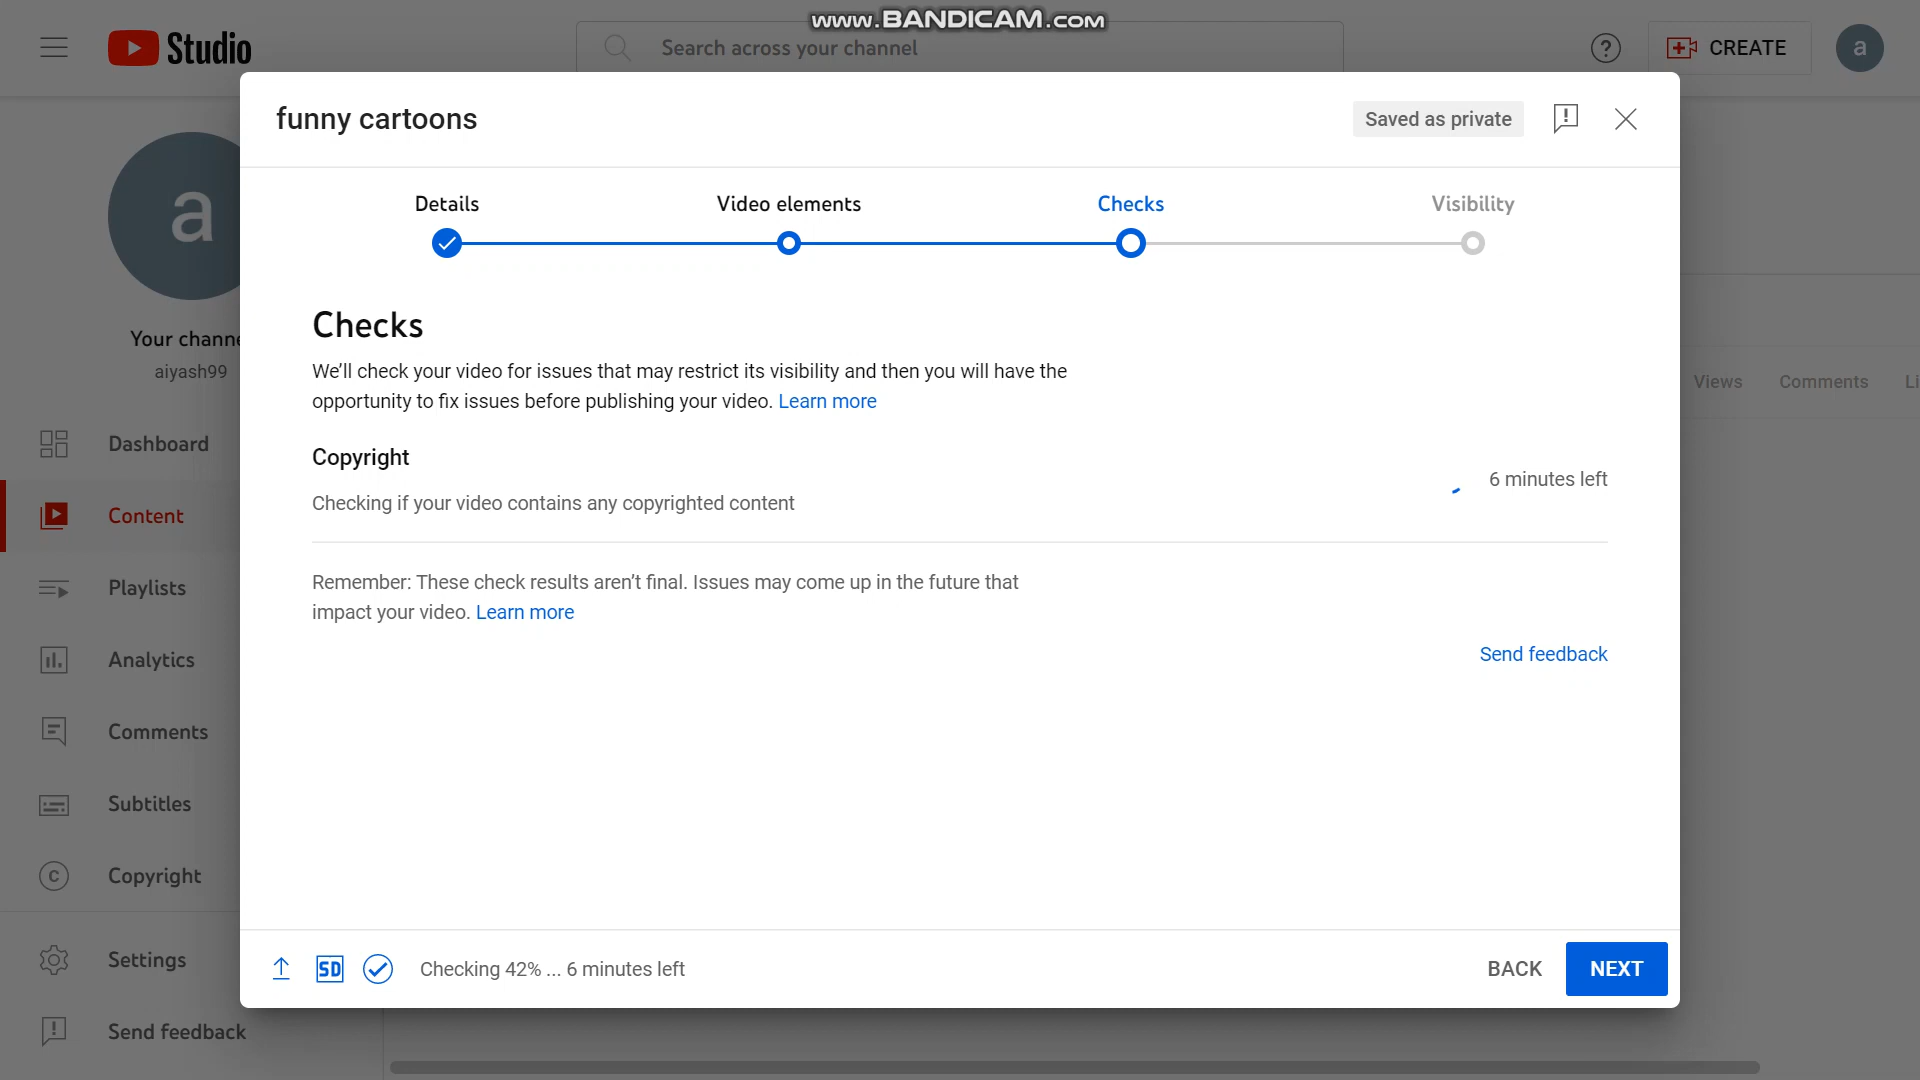 www.BANDICAM.com
Studio
Search across your channel
?
CREATE
a
funny cartoons
Saved as private
a
Details
Video elements
Checks
Visibility
Your channe
aiyash99
Checks
We'll check your video for issues that may restrict its visibility and then you will have the
opportunity to fix issues before publishing your video. Learn more
Views
Comments
Li
Copyright
Checking if your video contains any copyrighted content
6 minutes left
Remember: These check results aren't final. Issues may come up in the future that
impact your video. Learn more
Send feedback
Dashboard
Content
Playlists
Analytics
Comments
Subtitles
C
Copyright
Settings
Send feedback
SD
Checking 42% ... 6 minutes left
BACK
NEXT